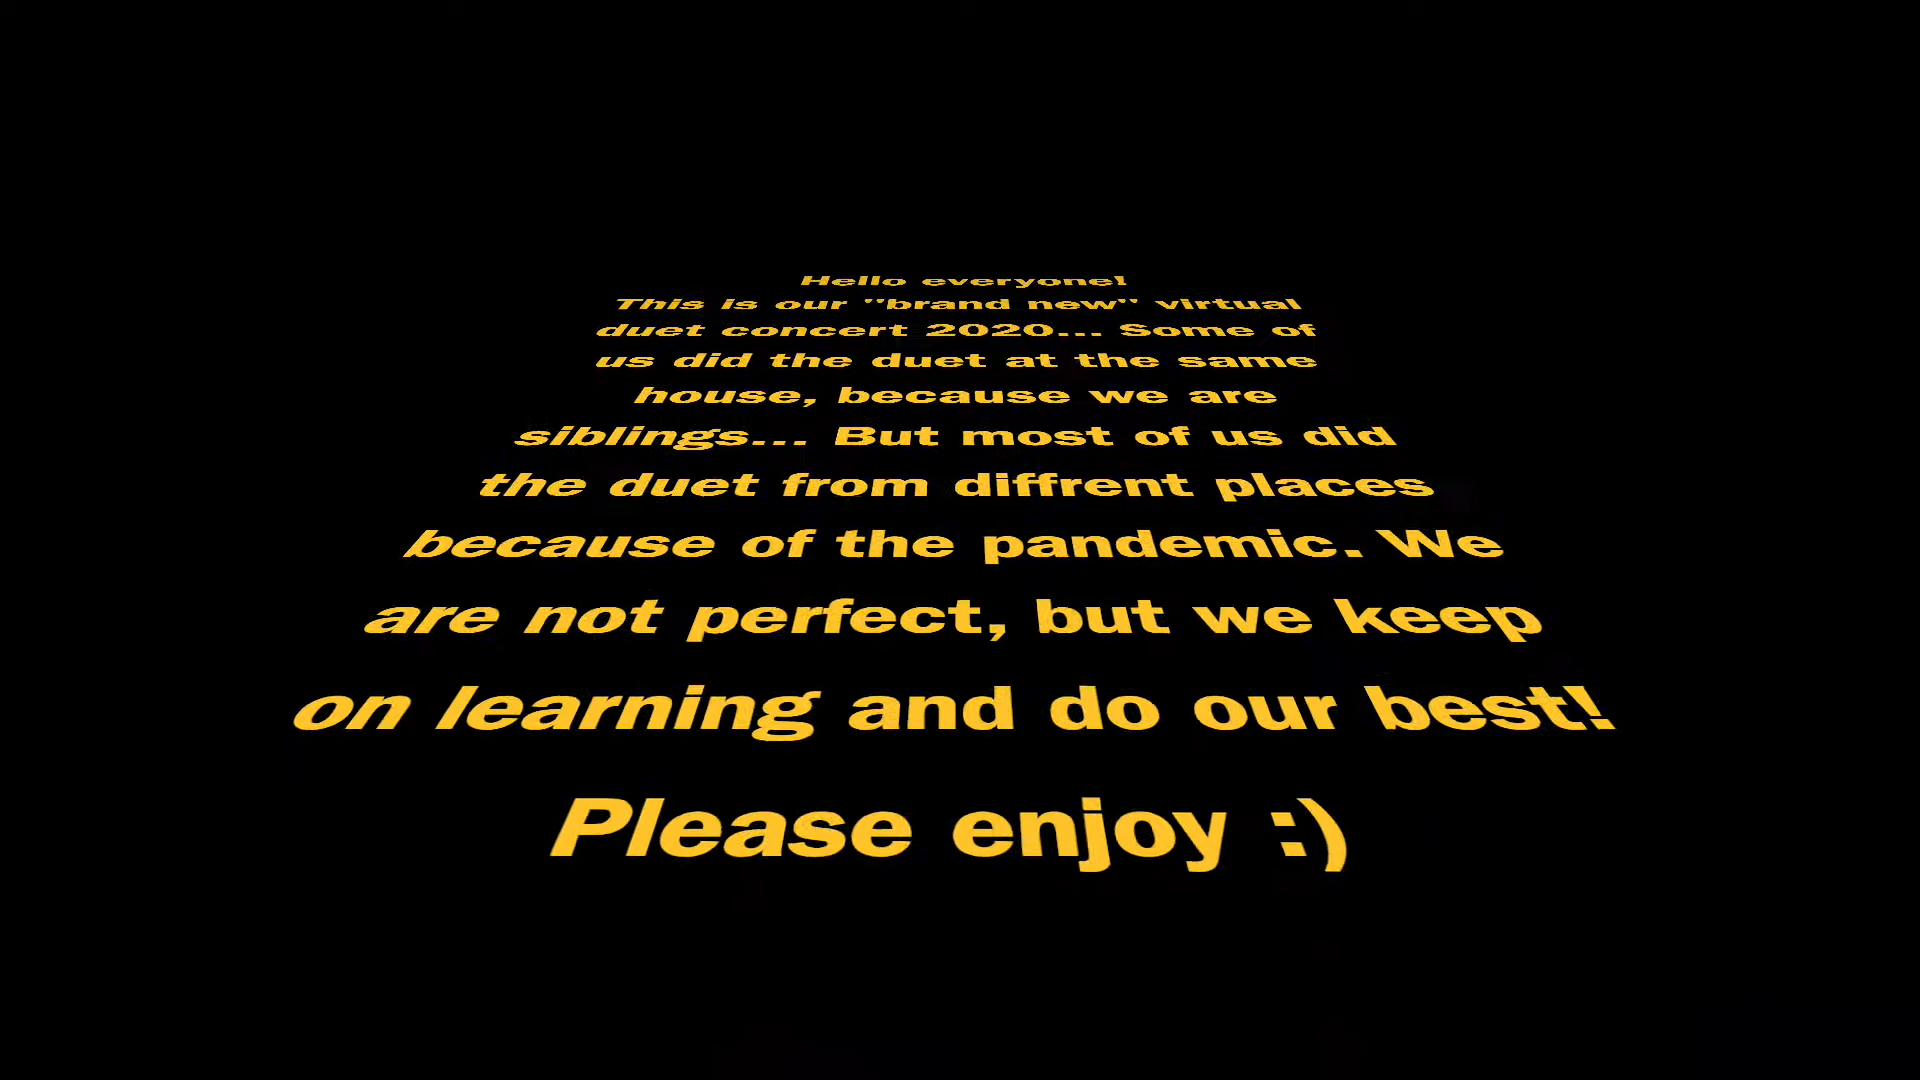 Hello everyone!
This is our "brand new" virtual
duet concert 2020... Some of
us did the duet at the same
house, because we are
siblings... But most of us did
the duet from diffrent places
because of the pandemic. We
are not perfect, but we keep
on learning and do our best!
Please enjoy :)